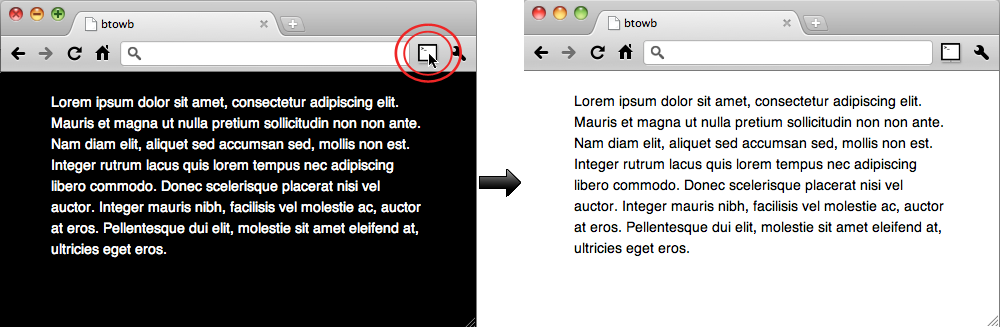 btowb
Lorem ipsum dolor sit amet, consectetur adipiscing elit.
Mauris et magna ut nulla pretium sollicitudin non non ante.
Nam diam elit, aliquet sed accumsan sed, mollis non est.
Integer rutrum lacus quis lorem tempus nec adipiscing
libero commodo. Donec scelerisque placerat nisi vel
auctor. Integer mauris nibh, facilisis vel molestie ac, auctor
at eros. Pellentesque dui elit, molestie sit amet eleifend at,
ultricies eget eros.
btowb
Lorem ipsum dolor sit amet, consectetur adipiscing elit.
Mauris et magna ut nulla pretium sollicitudin non non ante.
Nam diam elit, aliquet sed accumsan sed, mollis non est.
Integer rutrum lacus quis lorem tempus nec adipiscing
libero commodo. Donec scelerisque placerat nisi vel
auctor. Integer mauris nibh, facilisis vel molestie ac, auctor
at eros. Pellentesque dui elit, molestie sit amet eleifend at,
ultricies eget eros.